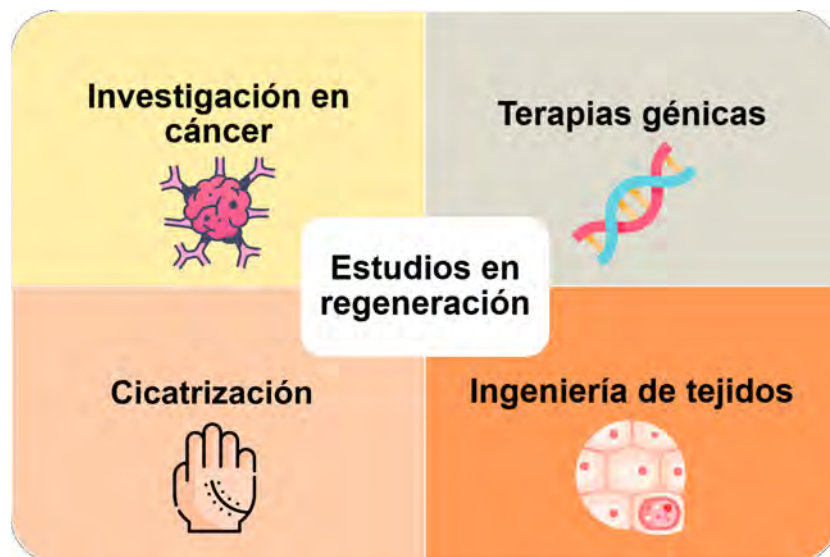 Investigación en
cáncer
Terapias génicas
Estudios en
regeneración
Cicatrización
Ingeniería de tejidos